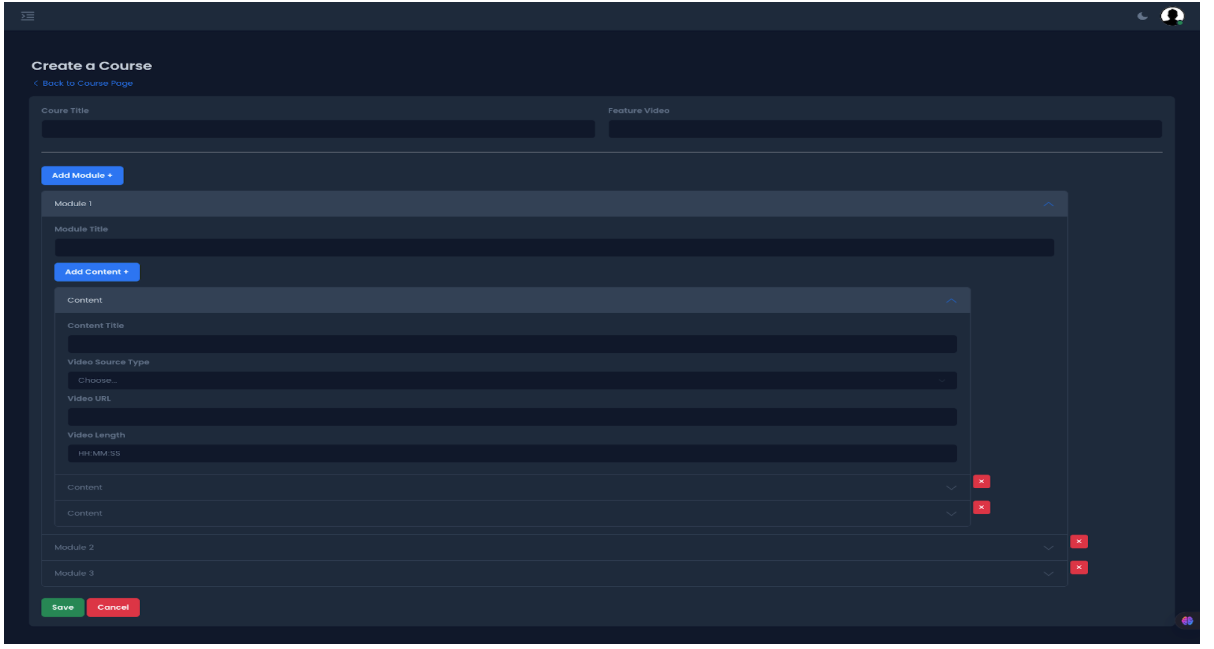 Create a Course
< Back to Course Page
Coure Title Feature Video
Add Module +
Module 1
Module Title
Add Content +
Content
Content Title
Video Source Type
Choose...
Video URL
Video Length
HH:MM:SS
Content ×
Content ×
Module 2 ×
Module 3 ×
Save Cancel